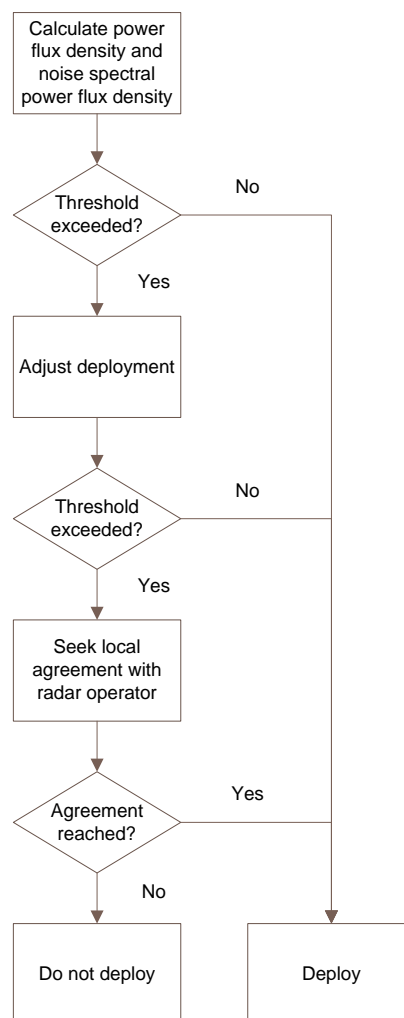 Calculate power
flux density and
noise spectral
power flux density
No
Threshold
exceeded?
Yes
Adjust deployment
No
Threshold
exceeded?
Yes
Seek local
agreement with
radar operator
Yes
Agreement
reached?
No
Do not deploy
Deploy